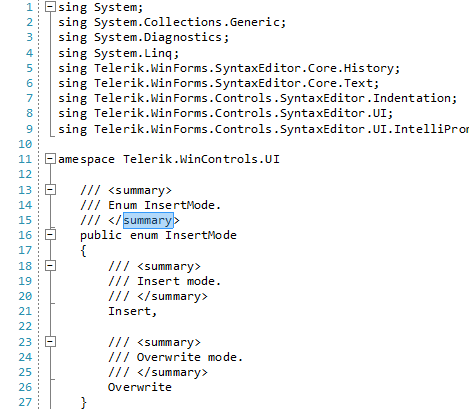 1 sing System;
2 sing System.Collections.Generic;
3 sing System.Diagnostics;
4 sing System.Linq;
5 sing Telerik.WinForms.SyntaxEditor.Core.History;
6 sing Telerik.WinForms.SyntaxEditor.Core.Text;
7 sing Telerik.WinForms.Controls.SyntaxEditor.Indentation;
8 sing Telerik.WinForms.Controls.SyntaxEditor.UI;
9 sing Telerik.WinForms.Controls.SyntaxEditor.UI.IntelliPro
10
11 amespace Telerik.WinControls.UI
12
13 /// <summary>
14 /// Enum InsertMode.
15 /// </summary>
16 public enum InsertMode
17 {
18 /// <summary>
19 /// Insert mode.
20 /// </summary>
21 Insert,
22
23 /// <summary>
24 /// Overwrite mode.
25 /// </summary>
26 Overwrite
27 }